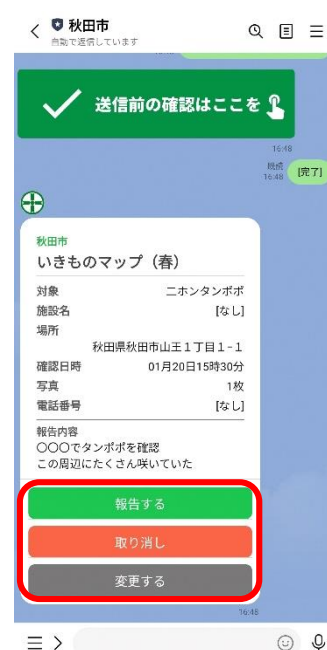 秋田市
自動で返信しています
送信前の確認はここを
16:48
既読
16:48
[完了]
秋田市
いきものマップ（春）
対象 ニホンタンポポ
施設名 [なし]
場所
秋田県秋田市山王１丁目１-１
確認日時 01月20日15時30分
写真 1枚
電話番号 [なし]
報告内容
〇〇〇でタンポポを確認
この周辺にたくさん咲いていた
報告する
取り消し
変更する
16:48